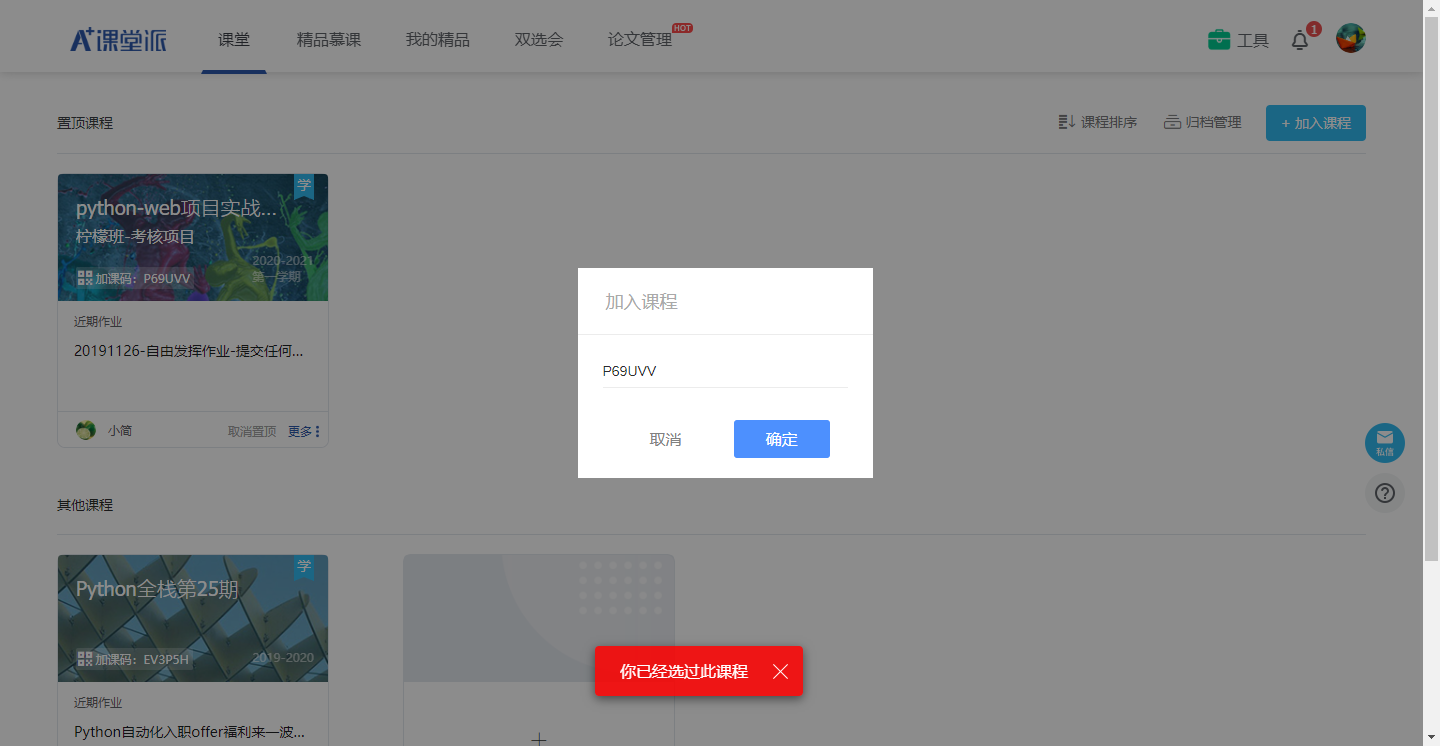 A+课堂派
课堂
精品慕课
我的精品
双选会
论文管理
HOT
工具
1
置顶课程
课程排序
归档管理
+ 加入课程
学
python-web项目实战...
柠檬班-考核项目
2020-2021
第一学期
加课码：P69UVV
近期作业
20191126-自由发挥作业-提交任何...
小简
取消置顶
更多
加入课程
P69UVV
取消
确定
私信
其他课程
学
Python全栈第25期
加课码：EV3P5H
2019-2020
近期作业
Python自动化入职offer福利来—波...
你已经选过此课程